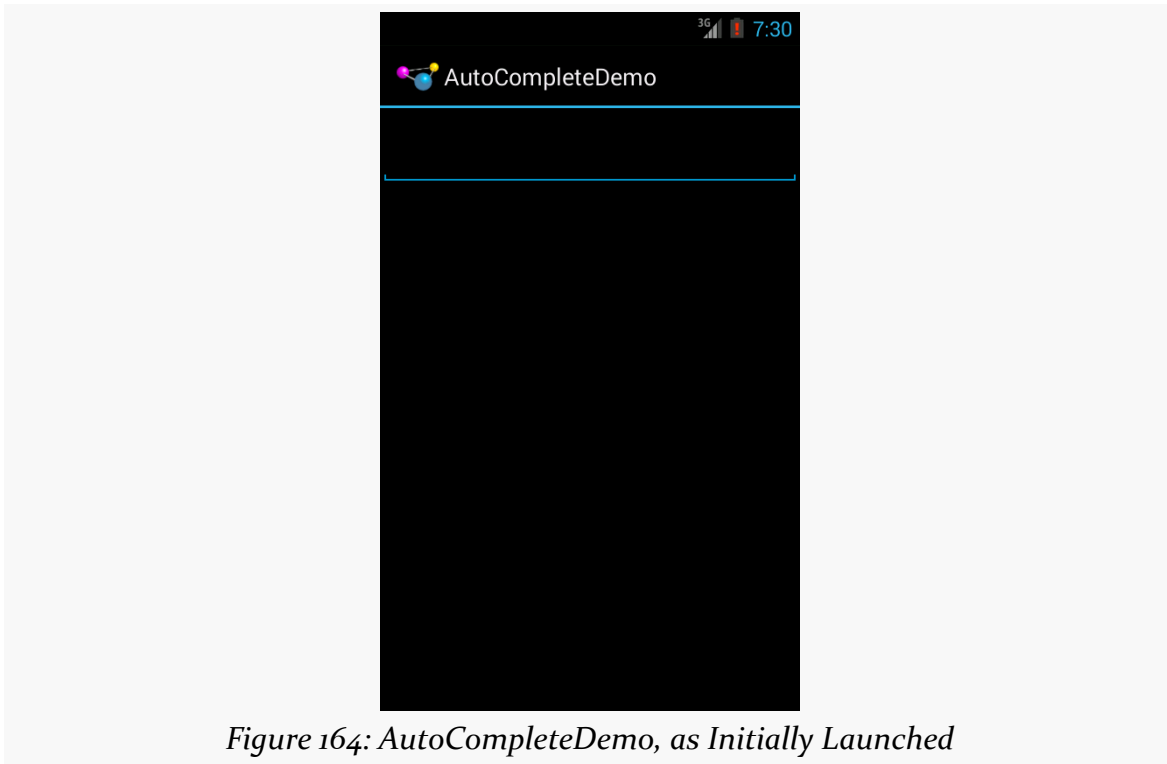 3G 7:30
AutoCompleteDemo
Figure 164: AutoCompleteDemo, as Initially Launched